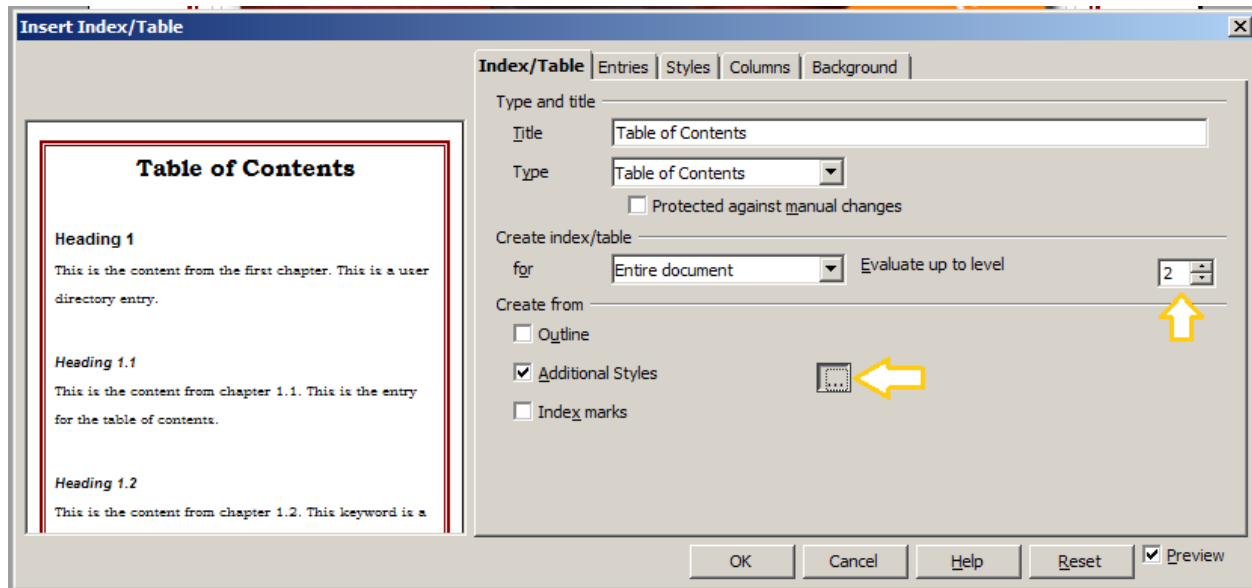 Insert Index/Table
Index/Table Entries Styles Columns Background
Type and title
Title Table of Contents
Type Table of Contents
Protected against manual changes
Create index/table
for Entire document Evaluate up to level 2
Create from
Outline
Additional Styles ...
Index marks
Table of Contents
Heading 1
This is the content from the first chapter. This is a user
directory entry.
Heading 1.1
This is the content from chapter 1.1. This is the entry
for the table of contents.
Heading 1.2
This is the content from chapter 1.2. This keyword is a
OK Cancel Help Reset Preview